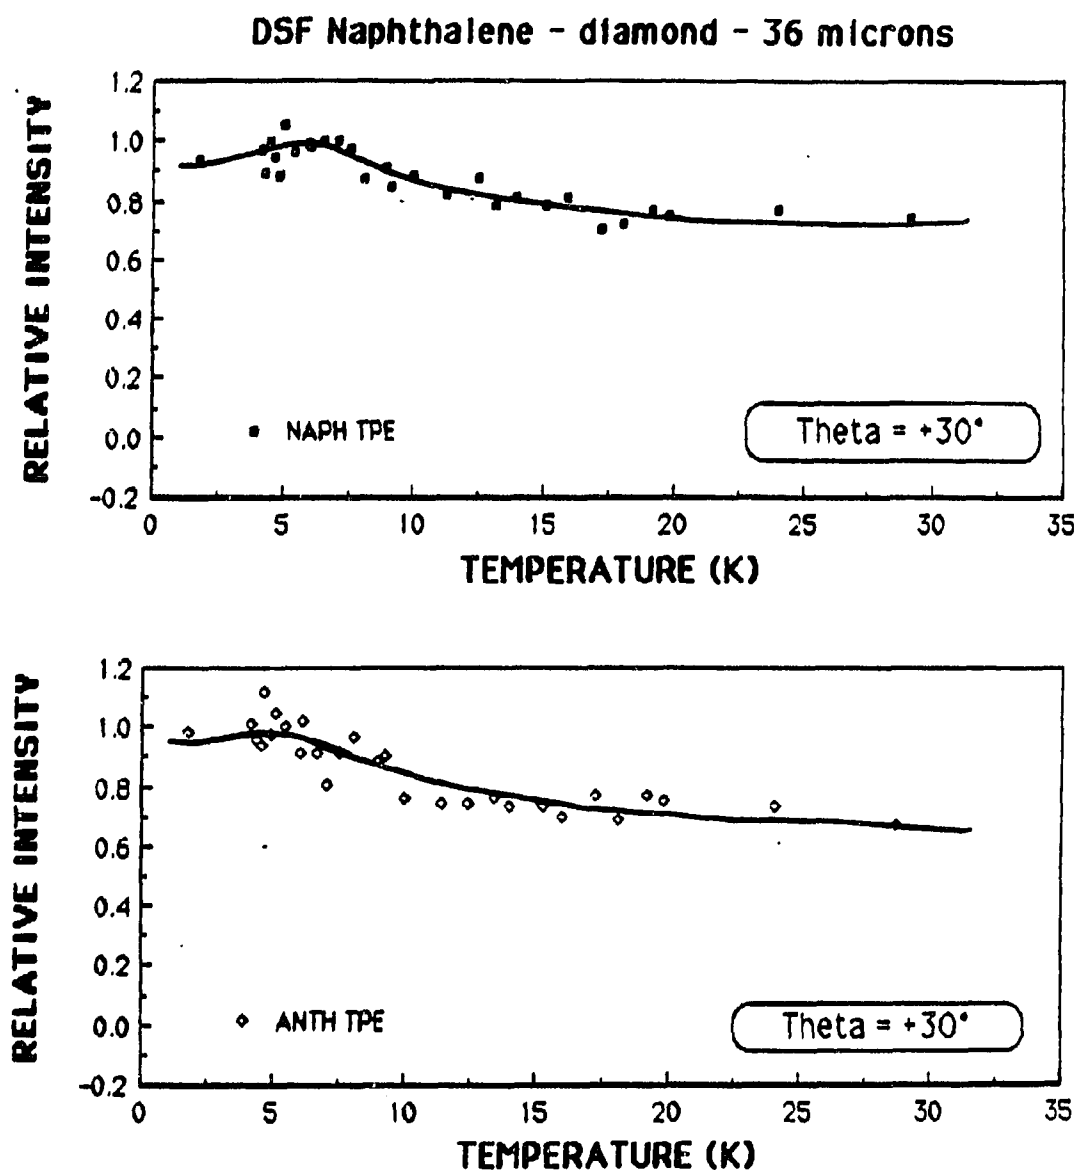 DSF Naphthalene - diamond - 36 microns
RELATIVE INTENSITY
1.2
1.0
0.8
0.6
0.4
0.2
0.0
-0.2
NAPH TPE
Theta = +30°
0 5 10 15 20 25 30 35
TEMPERATURE (K)
RELATIVE INTENSITY
1.2
1.0
0.8
0.6
0.4
0.2
0.0
-0.2
ANTH TPE
Theta = +30°
0 5 10 15 20 25 30 35
TEMPERATURE (K)